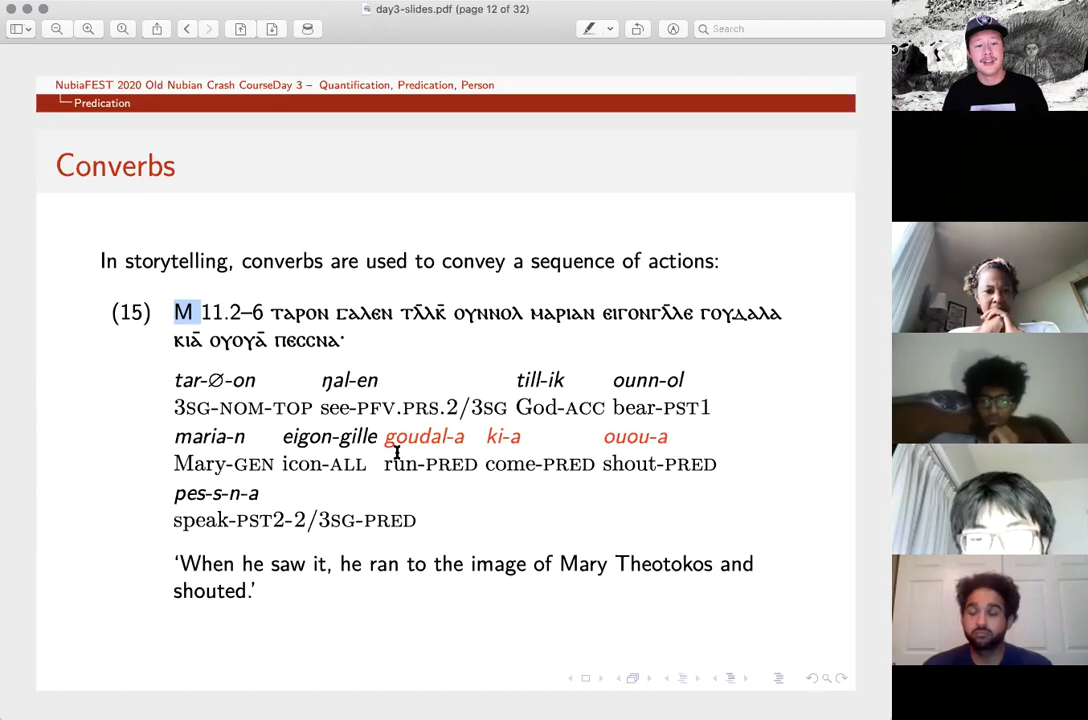 day3-slides.pdf (page 12 of 32)
Search
NubiaFEST 2020 Old Nubian Crash CourseDay 3 – Quantification, Predication, Person
Predication
Converbs
In storytelling, converbs are used to convey a sequence of actions:
(15) M 11.2–6 ⲧⲁⲣⲟⲛ ⳟⲁⲗⲉⲛ ⲧⲗ̄ⲗⲕ̄ ⲟⲩⲛⲛⲟⲗ ⲙⲁⲣⲓⲁⲛ ⲉⲓⲅⲟⲛⲅⲗ̄ⲗⲉ ⲅⲟⲩⲇⲁⲗⲁ
ⲕⲓⲁ̄ ⲟⲩⲟⲩⲁ̄ ⲡⲉⲥⲥⲛⲁ·
tar-∅-on ŋal-en till-ik ounn-ol
3SG-NOM-TOP see-PFV.PRS.2/3SG God-ACC bear-PST1
maria-n eigon-gille goudal-a ki-a ouou-a
Mary-GEN icon-ALL run-PRED come-PRED shout-PRED
pes-s-n-a
speak-PST2-2/3SG-PRED
‘When he saw it, he ran to the image of Mary Theotokos and
shouted.’